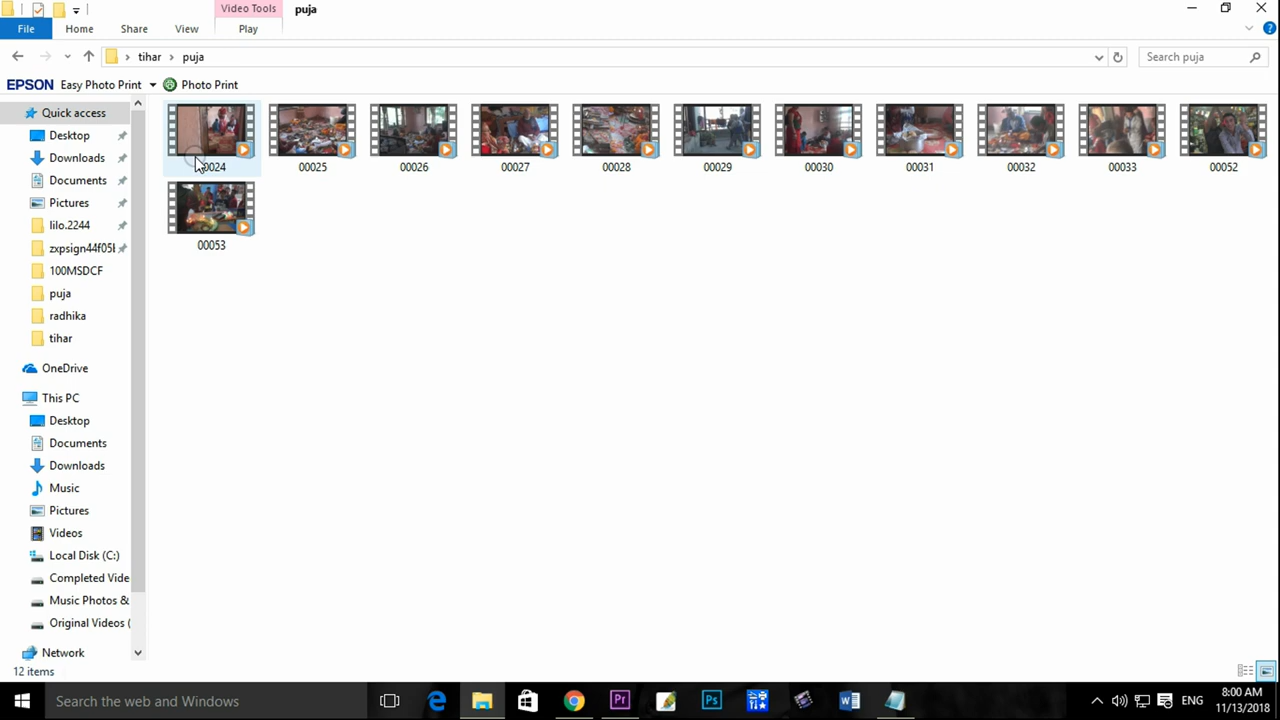 Video Tools
puja
File
Home
Share
View
Play
tihar
puja
Search puja
EPSON Easy Photo Print
Photo Print
Quick access
Desktop
Downloads
Documents
Pictures
lilo.2244
100MSDCF
puja
radhika
tihar
OneDrive
This PC
Desktop
Documents
Downloads
Music
Pictures
Videos
Local Disk (C:)
Completed Vide
Music Photos &
Original Videos (
Network
00024
00025
00026
00027
00028
00029
00030
00031
00032
00033
00052
00053
12 items
Search the web and Windows
Pr
Ps
ENG
8:00 AM
11/13/2018